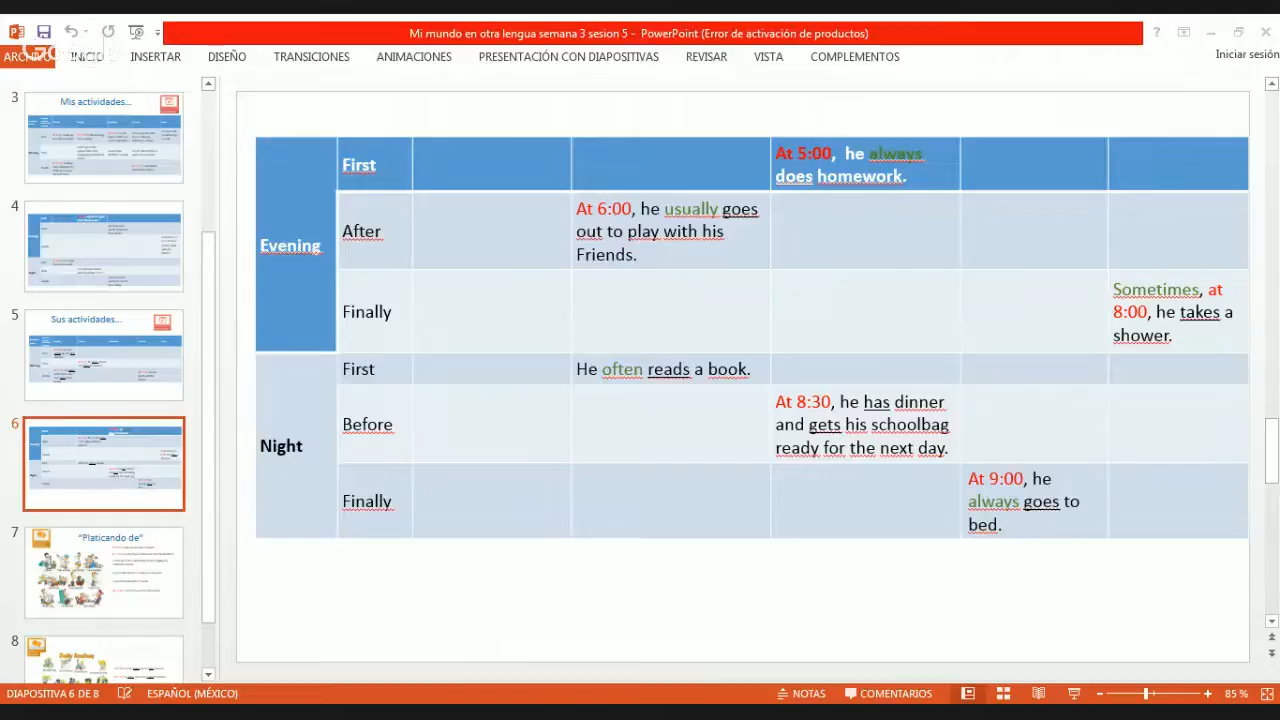 Mi mundo en otra lengua semana 3 sesion 5 - PowerPoint (Error de activación de productos)
ARCHIVO INICIO INSERTAR DISEÑO TRANSICIONES ANIMACIONES PRESENTACIÓN CON DIAPOSITIVAS REVISAR VISTA COMPLEMENTOS Iniciar sesión
3
Mis actividades...
4
5
Sus actividades...
6
7
"Platicando de"
8
Daily Routines
Evening
First
At 5:00, he always
does homework.
After
At 6:00, he usually goes
out to play with his
Friends.
Finally
Sometimes, at
8:00, he takes a
shower.
Night
First
He often reads a book.
Before
At 8:30, he has dinner
and gets his schoolbag
ready for the next day.
Finally
At 9:00, he
always goes to
bed.
DIAPOSITIVA 6 DE 8 ESPAÑOL (MÉXICO) NOTAS COMENTARIOS 85 %